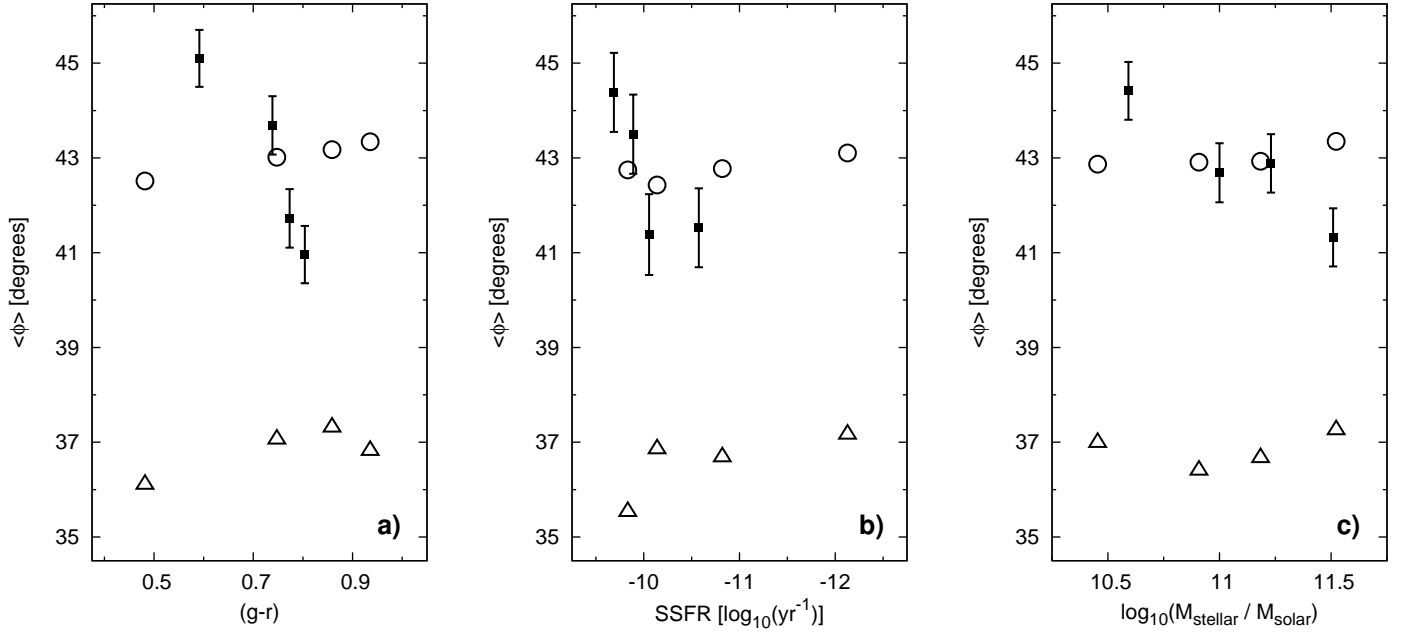 45
43
41
39
37
35
<ϕ> [degrees]
0.5 0.7 0.9
(g-r)
a)
45
43
41
39
37
35
<ϕ> [degrees]
-10 -11 -12
SSFR [log10(yr-1)]
b)
45
43
41
39
37
35
<ϕ> [degrees]
10.5 11 11.5
log10(Mstellar / Msolar)
c)